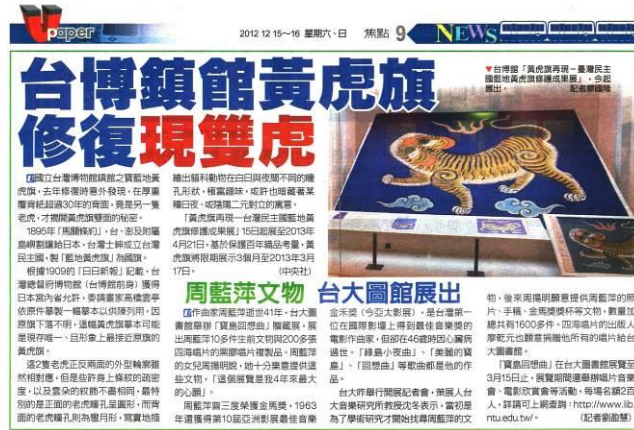 Upaper
2012 12 15～16 星期六、日 焦點 9 NEWS
台博鎮館黃虎旗
修復現雙虎
▼台博館「黃虎旗再現－臺灣民主
國藍地黃虎旗修護成果展」，今起
展出。 記者廖國隆
國立台灣博物館鎮館之寶藍地黃
虎旗，去年修復時意外發現，在厚重
覆背紙超過30年的背面，竟是另一隻
老虎，才揭開黃虎旗雙面的秘密。
1895年「馬關條約」，台、澎及附屬
島嶼割讓給日本，台灣士紳成立台灣
民主國，製「藍地黃虎旗」為國旗。
根據1909的「日日新報」記載，台
灣總督府博物館（台博館前身）獲得
日本宮內省允許，委請畫家高橋雲亭
依原件摹製一幅摹本以供陳列用，因
原旗下落不明，這幅黃虎旗摹本可能
是現存唯一、且形象上最接近原旗的
黃虎旗。
這2隻老虎正反兩面的外型輪廓雖
然相對應，但是些許身上條紋的疏密
度，以及雲朵的紋飾不盡相同，最特
別的是正面的老虎瞳孔呈圓形，而背
面的老虎瞳孔則為彎月形，寫實地描
繪出貓科動物在白日與夜間不同的瞳
孔形狀，極富趣味，或許也暗藏著某
種日夜、或陰陽二元對立的寓意。
「黃虎旗再現－台灣民主國藍地黃
虎旗修護成果展」15日起展至2013年
4月21日，基於保護百年織品考量，黃
虎旗將限期展示3個月至2013年3月
17日。 （中央社）
周藍萍文物 台大圖館展出
作曲家周藍萍逝世41年，台大圖
書館舉辦「寶島回想曲」贈藏展，展
出周藍萍10多件生前文物與200多張
四海唱片的黑膠唱片複製品。周藍萍
的女兒周揚明說，她十分樂意提供這
些文物，「這個展覽是我4年來最大
的心願」。
周藍萍曾三度榮獲金馬獎，1963
年還獲得第10屆亞洲影展最佳音樂
金禾獎（今亞太影展），是台灣第一
位在國際影壇上得到最佳音樂獎的
電影作曲家，但卻在46歲時因心臟病
過世。「綠島小夜曲」、「美麗的寶
島」、「回想曲」等歌曲都是他的作
品。
台大昨舉行開展記者會，策展人台
大音樂研究所教授沈冬表示，當初是
為了學術研究才開始找尋周藍萍的文
物，後來周揚明願意提供周藍萍的照
片、手稿、金馬獎獎杯等文物，數量加
總共有1600多件。四海唱片的出版人
廖乾元也願意捐贈他所有的唱片給台
大圖書館。
「寶島回想曲」在台大圖書館展覽至
3月15日止，展覽期間還舉辦唱片音樂
會、電影欣賞會等活動，每場名額2百
人，詳請可上網查詢：http://www.lib.
ntu.edu.tw/。 （記者劉盈慧）